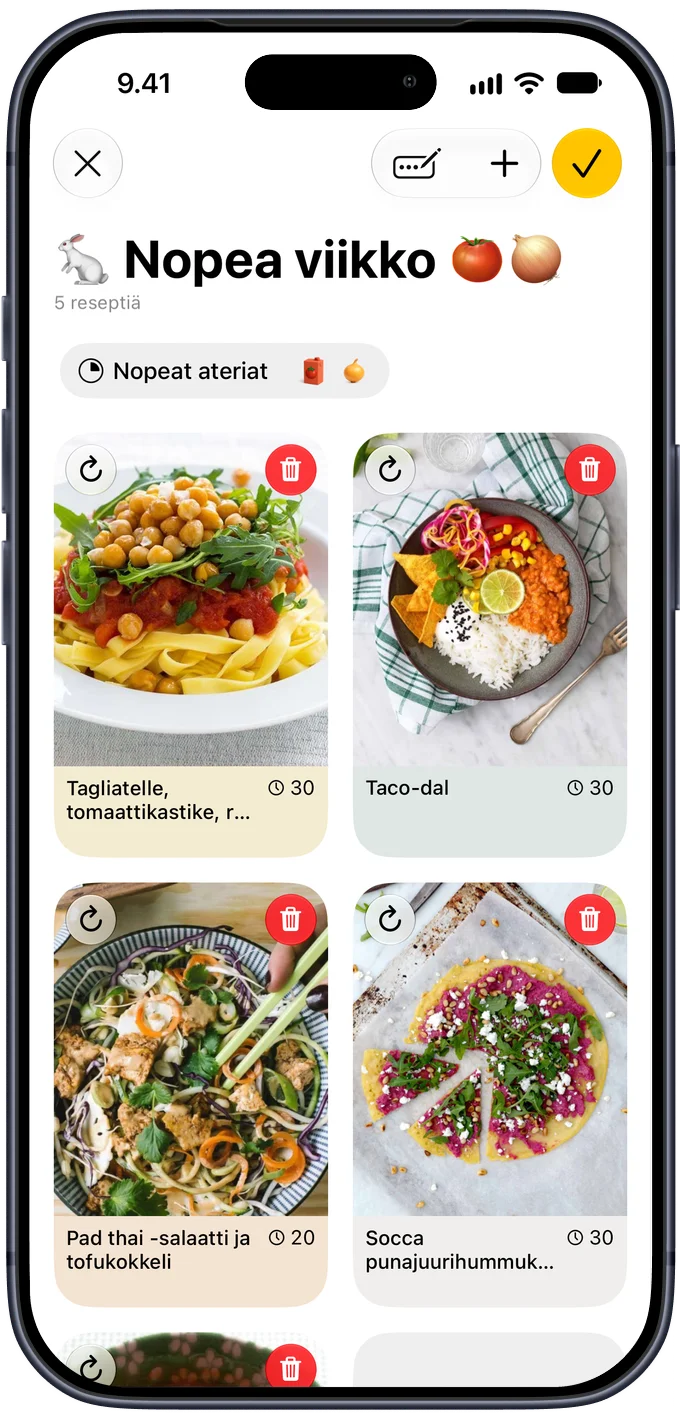 9.41
🐇 Nopea viikko 🍅🧅
5 reseptiä
Nopeat ateriat
Tagliatelle, 30
tomaattikastike, r...
Taco-dal 30
Pad thai -salaatti ja 20
tofukokkeli
Socca 30
punajuurihummuk...